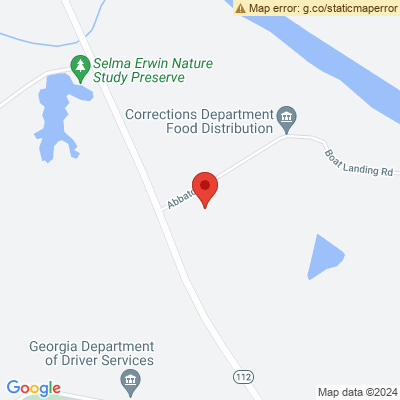 Map error: g.co/staticmaperror
Selma Erwin Nature
Study Preserve
Corrections Department
Food Distribution
Boat Landing Rd
Abbato
Georgia Department
of Driver Services
112
Google
Map data ©2024